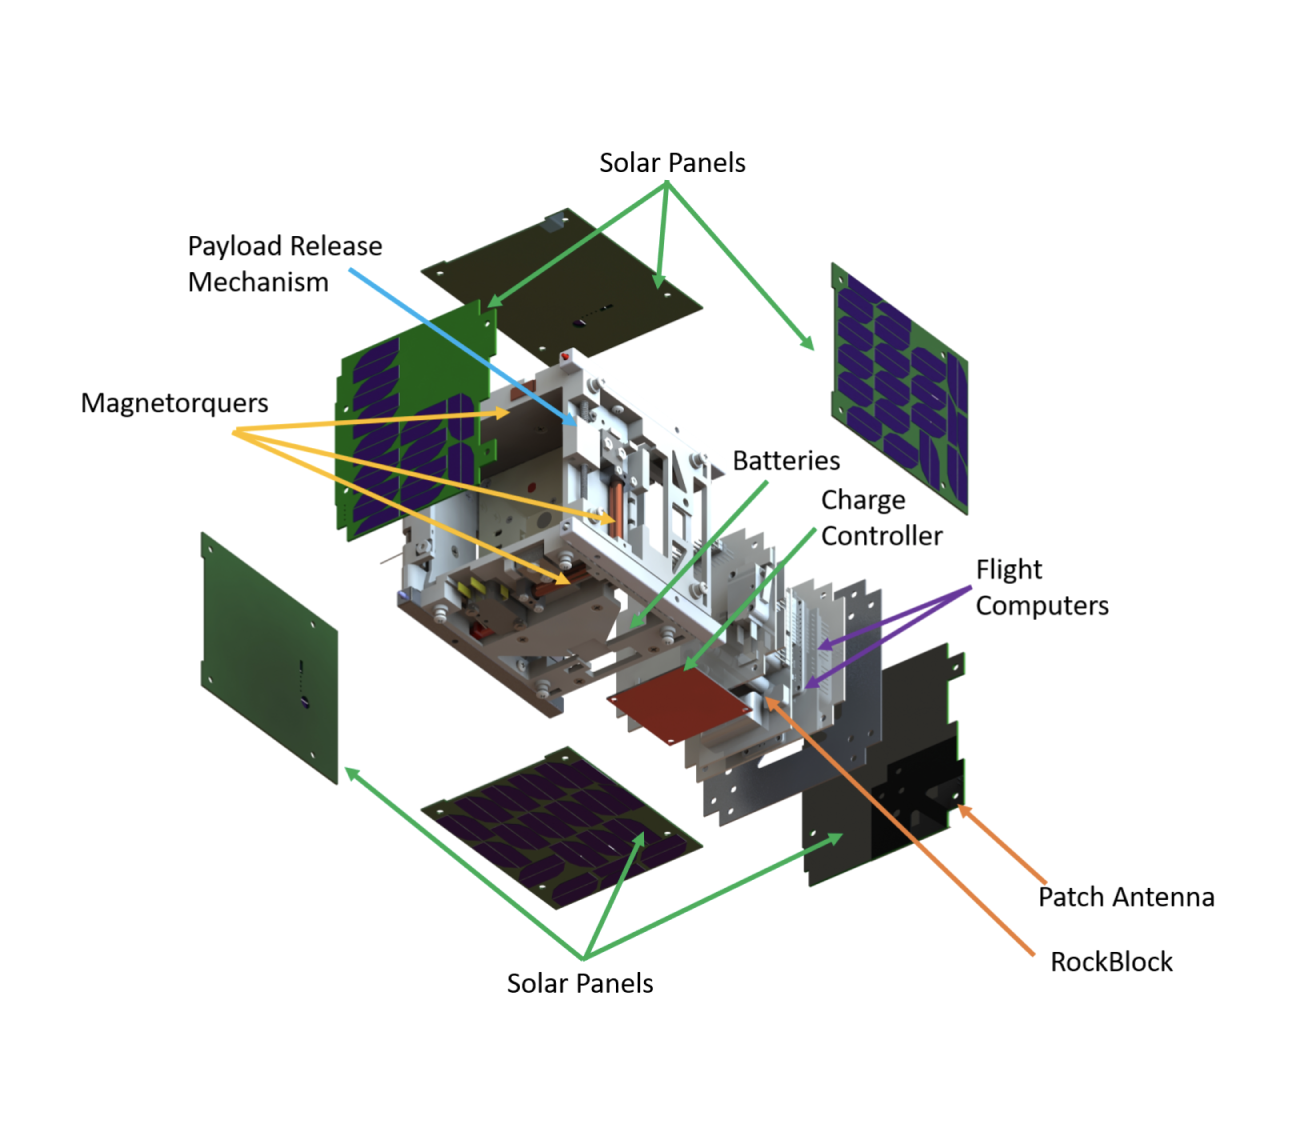 Solar Panels
Payload Release
Mechanism
Magnetorquers
Batteries
Charge
Controller
Flight
Computers
Patch Antenna
RockBlock
Solar Panels